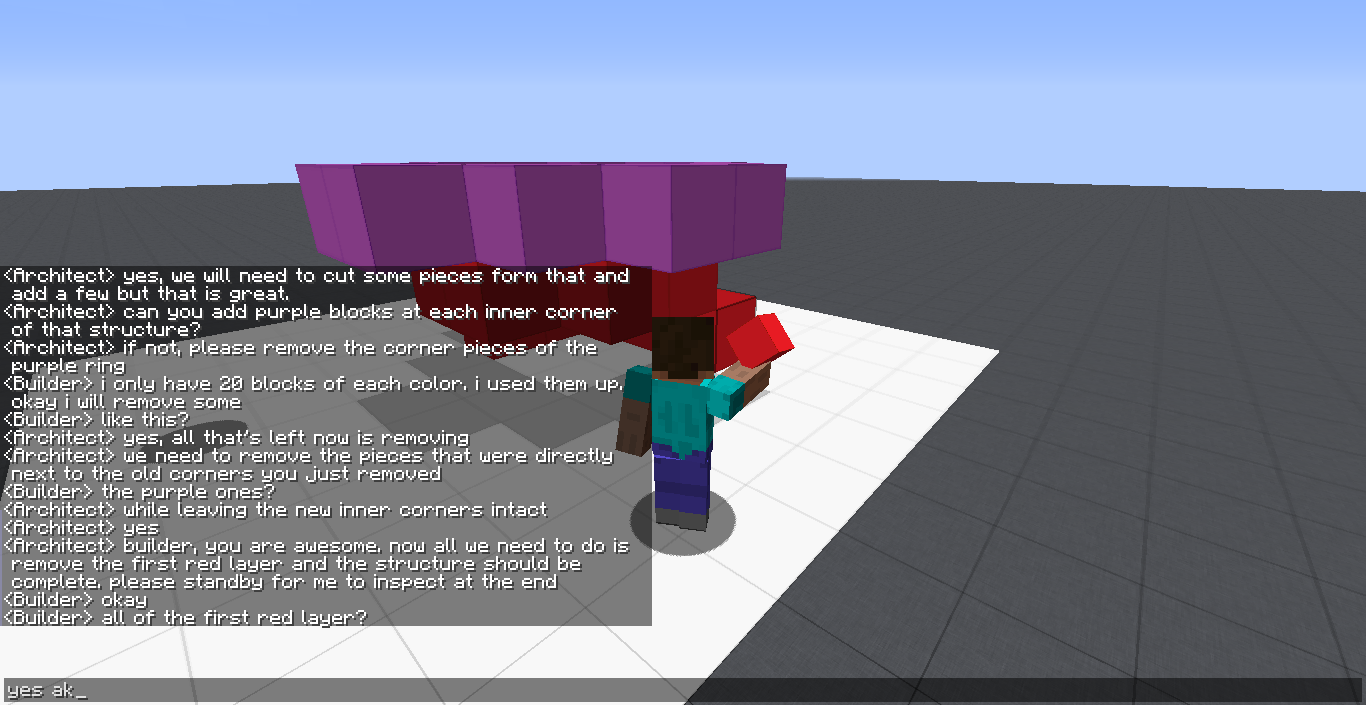 <Architect> yes, we will need to cut some pieces form that and
add a few but that is great.
<Architect> can you add purple blocks at each inner corner
of that structure?
<Architect> if not, please remove the corner pieces of the
purple ring
<Builder> i only have 20 blocks of each color. i used them up.
okay i will remove some
<Builder> like this?
<Architect> yes, all that's left now is removing
<Architect> we need to remove the pieces that were directly
next to the old corners you just removed
<Builder> the purple ones?
<Architect> while leaving the new inner corners intact
<Architect> yes
<Architect> builder, you are awesome. now all we need to do is
remove the first red layer and the structure should be
complete, please standby for me to inspect at the end
<Builder> okay
<Builder> all of the first red layer?
yes ak_